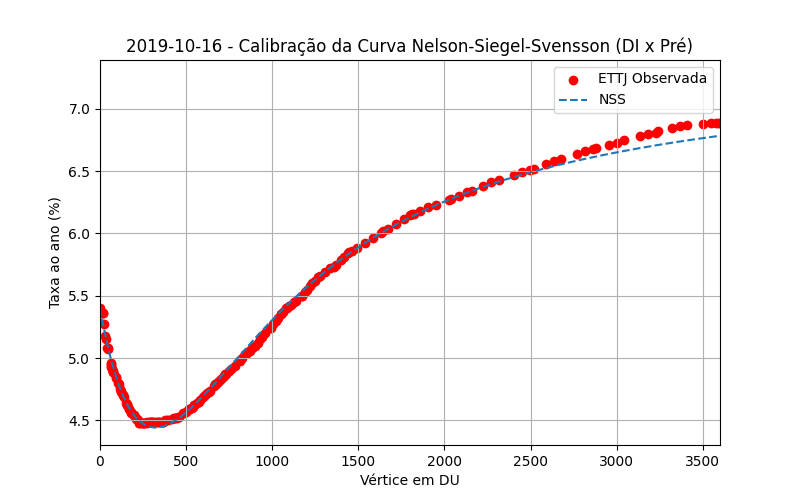 2019-10-16 - Calibração da Curva Nelson-Siegel-Svensson (DI x Pré)
ETTJ Observada
NSS
7.0
6.5
6.0
5.5
5.0
4.5
Taxa ao ano (%)
0 500 1000 1500 2000 2500 3000 3500
Vértice em DU